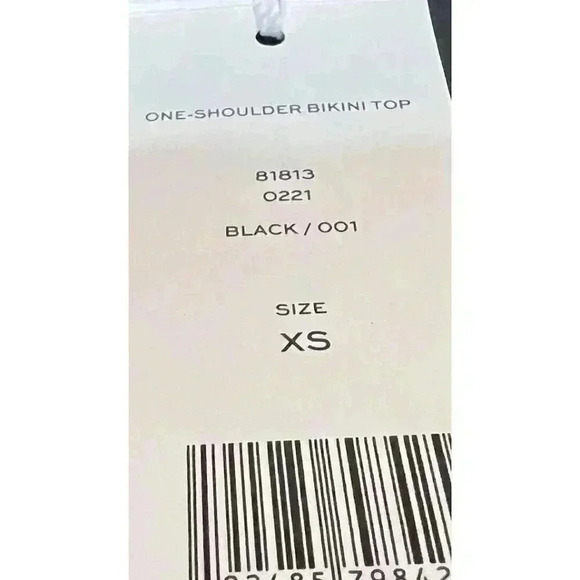 ONE-SHOULDER BIKINI TOP
81813
0221
BLACK / 001
SIZE
XS